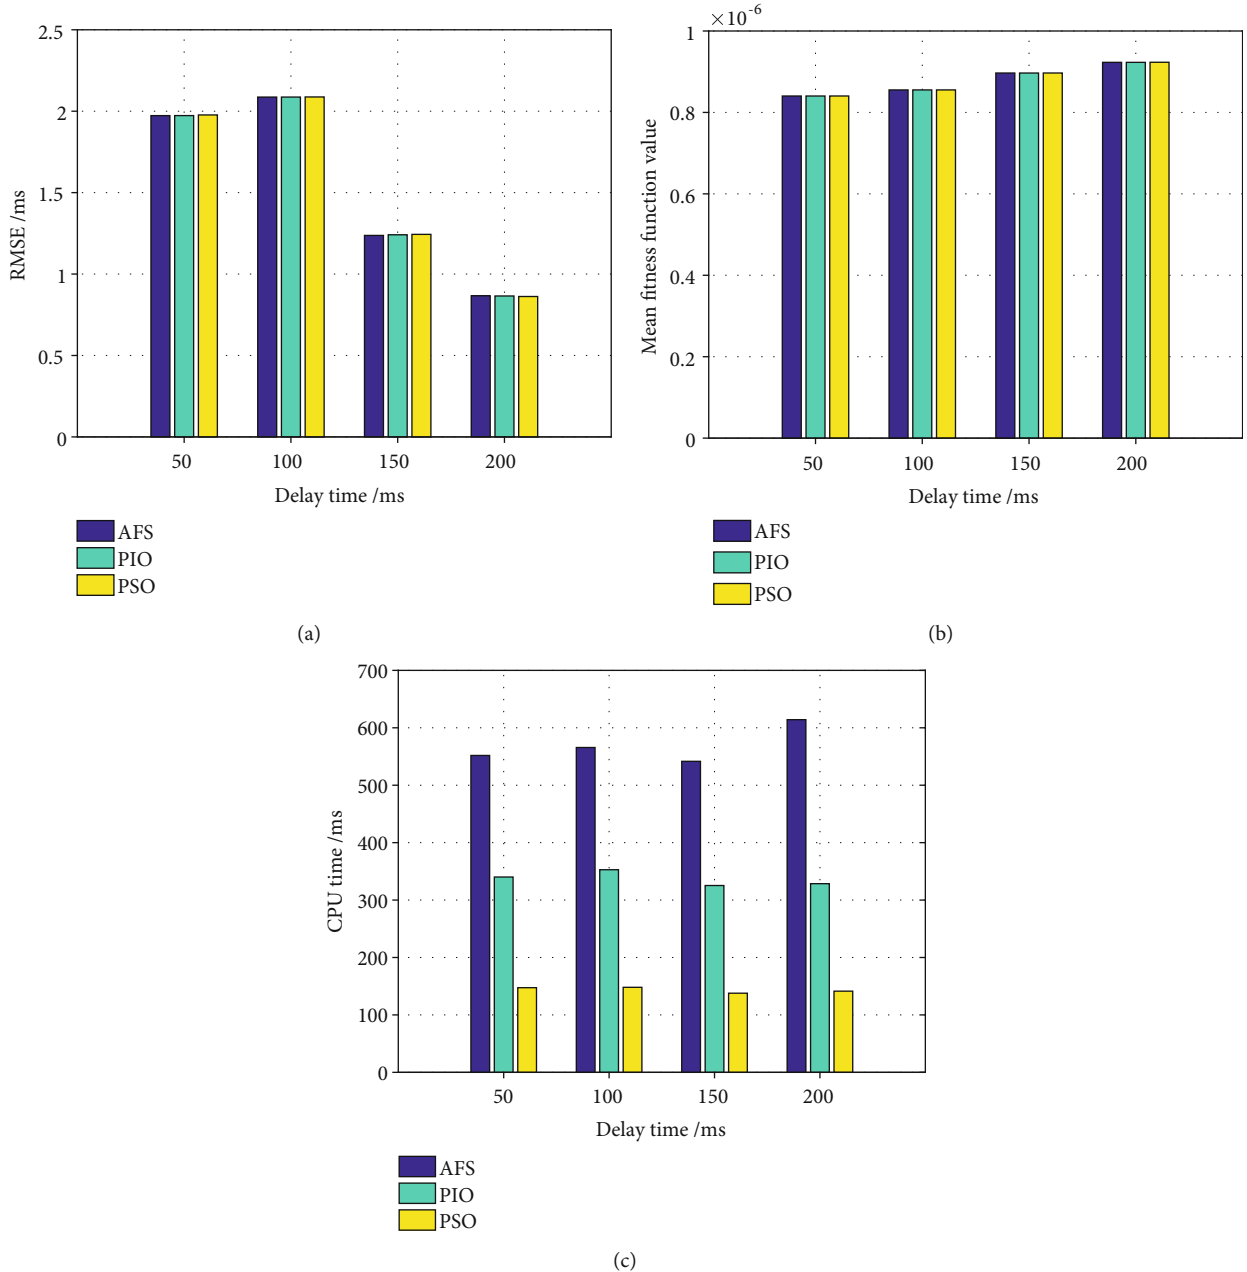 2.5
2
1.5
1
0.5
0
RMSE /ms
50 100 150 200
Delay time /ms
AFS
PIO
PSO
(a)
×10⁻⁶
1
0.8
0.6
0.4
0.2
0
Mean fitness function value
50 100 150 200
Delay time /ms
AFS
PIO
PSO
(b)
700
600
500
400
300
200
100
0
CPU time /ms
50 100 150 200
Delay time /ms
AFS
PIO
PSO
(c)